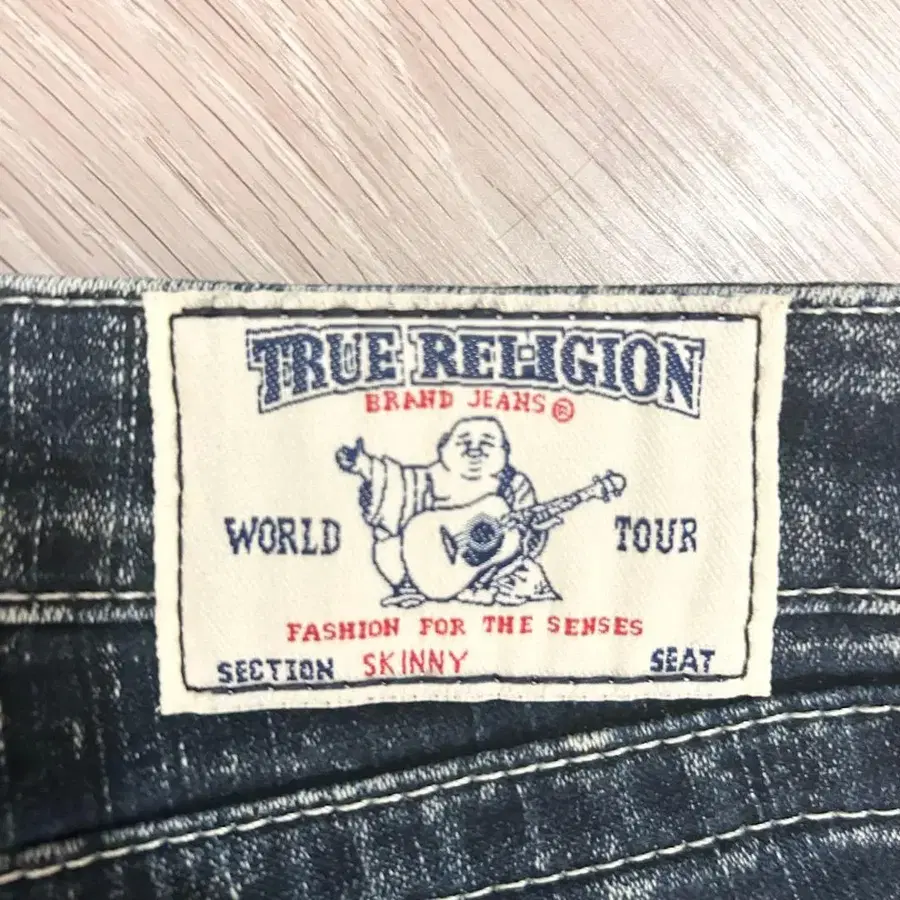 TRUE RELIGION
BRAND JEANS®
WORLD TOUR
FASHION FOR THE SENSES
SECTION SKINNY SEAT